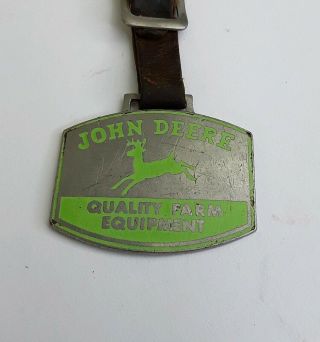 JOHN DEERE
QUALITY FARM
EQUIPMENT